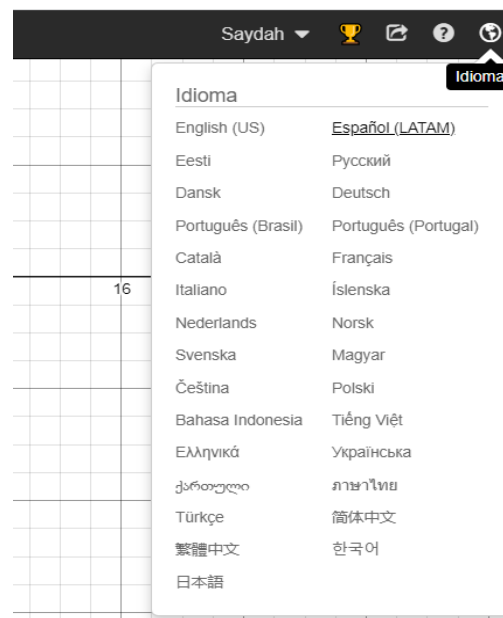 Saydah
Idioma
Idioma
English (US) Español (LATAM)
Eesti Русский
Dansk Deutsch
Português (Brasil) Português (Portugal)
Català Français
16
Italiano Íslenska
Nederlands Norsk
Svenska Magyar
Čeština Polski
Bahasa Indonesia Tiếng Việt
Ελληνικά Українська
ქართული ภาษาไทย
Türkçe 简体中文
繁體中文 한국어
日本語